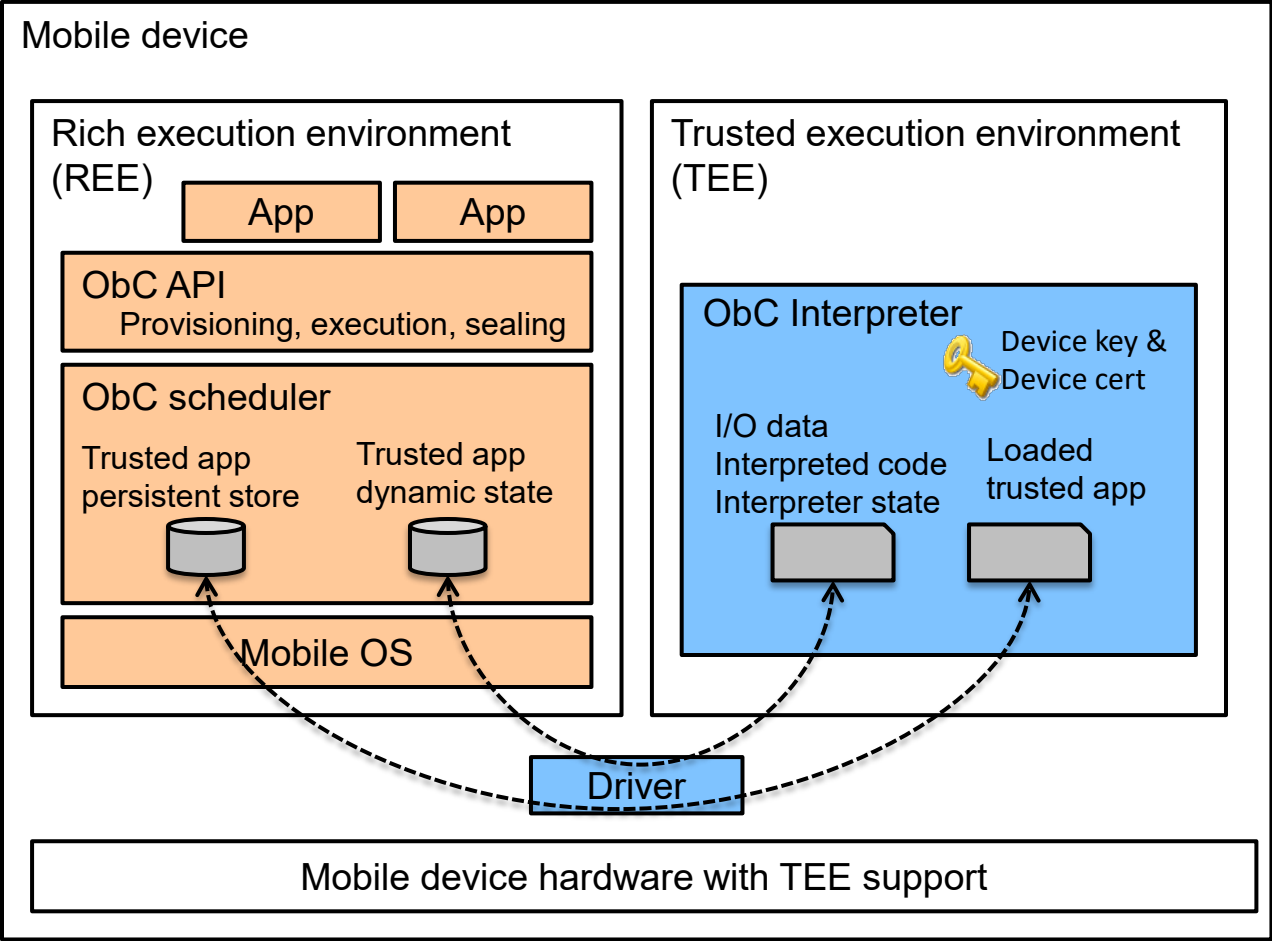 Mobile device
Rich execution environment
(REE)
App
App
ObC API
Provisioning, execution, sealing
ObC scheduler
Trusted app
persistent store
Trusted app
dynamic state
Mobile OS
Trusted execution environment
(TEE)
ObC Interpreter
Device key &
Device cert
I/O data
Interpreted code
Interpreter state
Loaded
trusted app
Driver
Mobile device hardware with TEE support